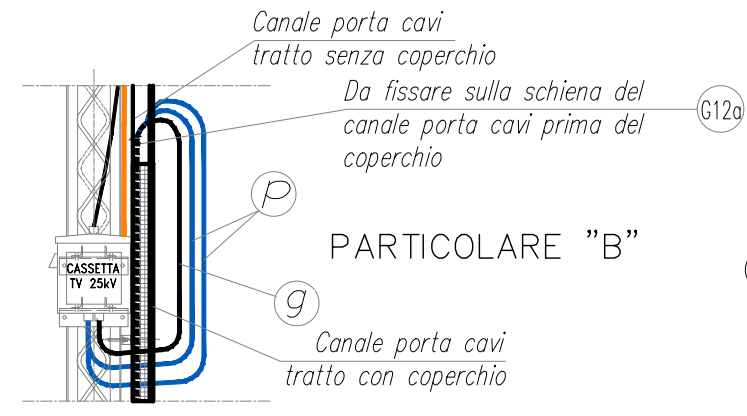 Canale porta cavi
tratto senza coperchio
Da fissare sulla schiena del
canale porta cavi prima del
coperchio
G12a
p
PARTICOLARE "B"
CASSETTA
TV 25kV
g
Canale porta cavi
tratto con coperchio